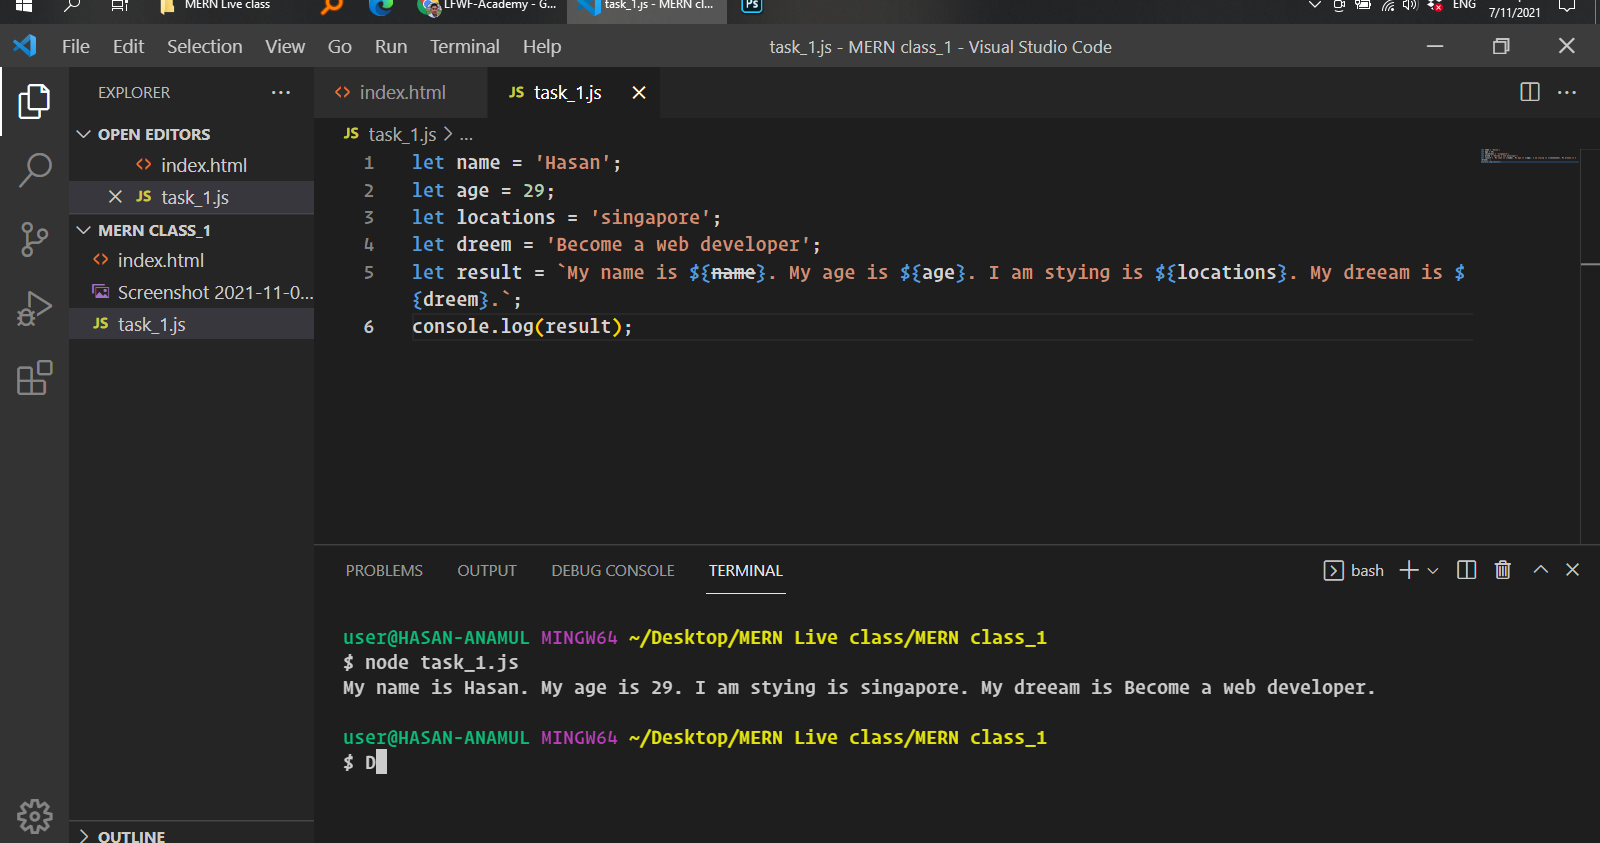 MERN Live class
LFWF-Academy - G...
task_1.js - MERN cl...
Ps
ENG
7/11/2021
File Edit Selection View Go Run Terminal Help
task_1.js - MERN class_1 - Visual Studio Code
EXPLORER
OPEN EDITORS
index.html
JS task_1.js
MERN CLASS_1
index.html
Screenshot 2021-11-0...
JS task_1.js
OUTLINE
index.html
JS task_1.js
JS task_1.js > ...
1 let name = 'Hasan';
2 let age = 29;
3 let locations = 'singapore';
4 let dreem = 'Become a web developer';
5 let result = `My name is ${name}. My age is ${age}. I am stying is ${locations}. My dreeam is $
{dreem}.`;
6 console.log(result);
PROBLEMS OUTPUT DEBUG CONSOLE TERMINAL
bash
user@HASAN-ANAMUL MINGW64 ~/Desktop/MERN Live class/MERN class_1
$ node task_1.js
My name is Hasan. My age is 29. I am stying is singapore. My dreeam is Become a web developer.
user@HASAN-ANAMUL MINGW64 ~/Desktop/MERN Live class/MERN class_1
$ D